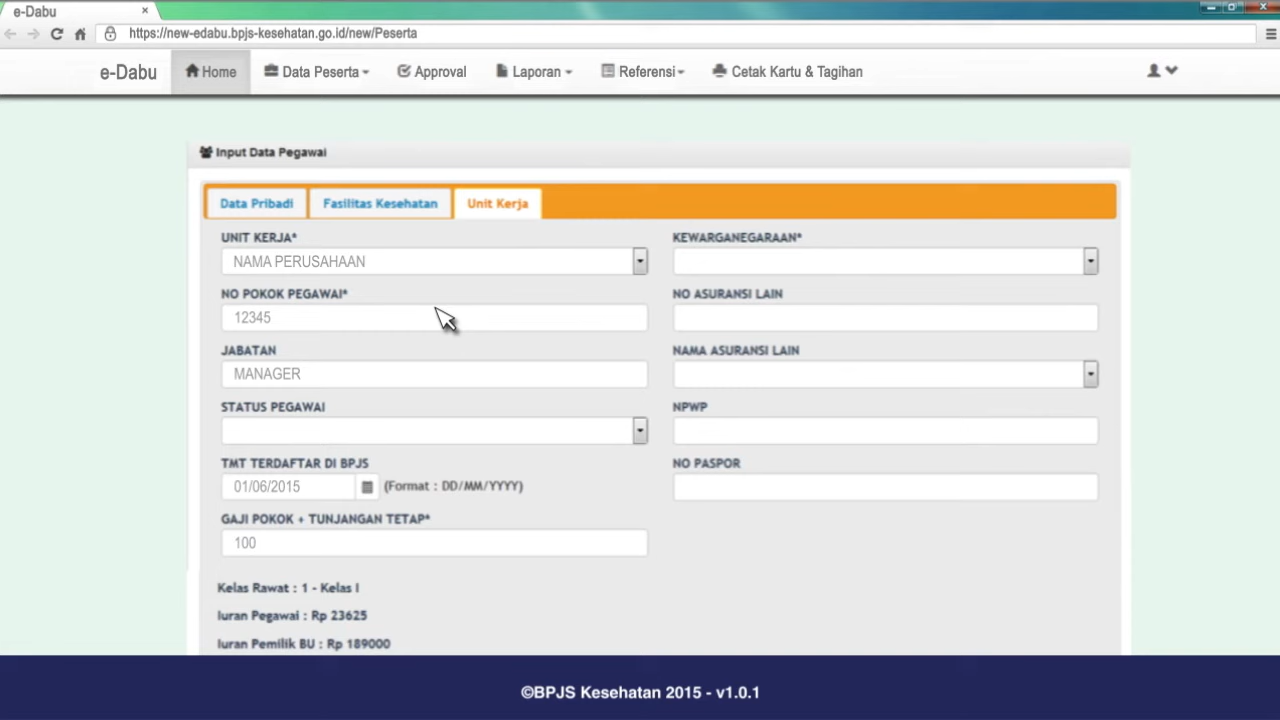 e-Dabu
https://new-edabu.bpjs-kesehatan.go.id/new/Peserta
e-Dabu Home Data Peserta Approval Laporan Referensi Cetak Kartu & Tagihan
Input Data Pegawai
Data Pribadi Fasilitas Kesehatan Unit Kerja
UNIT KERJA* KEWARGANEGARAAN*
NAMA PERUSAHAAN
NO POKOK PEGAWAI* NO ASURANSI LAIN
12345
JABATAN NAMA ASURANSI LAIN
MANAGER
STATUS PEGAWAI NPWP
TMT TERDAFTAR DI BPJS NO PASPOR
01/06/2015 (Format : DD/MM/YYYY)
GAJI POKOK + TUNJANGAN TETAP*
100
Kelas Rawat : 1 - Kelas I
Iuran Pegawai : Rp 23625
Iuran Pemilik BU : Rp 189000
©BPJS Kesehatan 2015 - v1.0.1